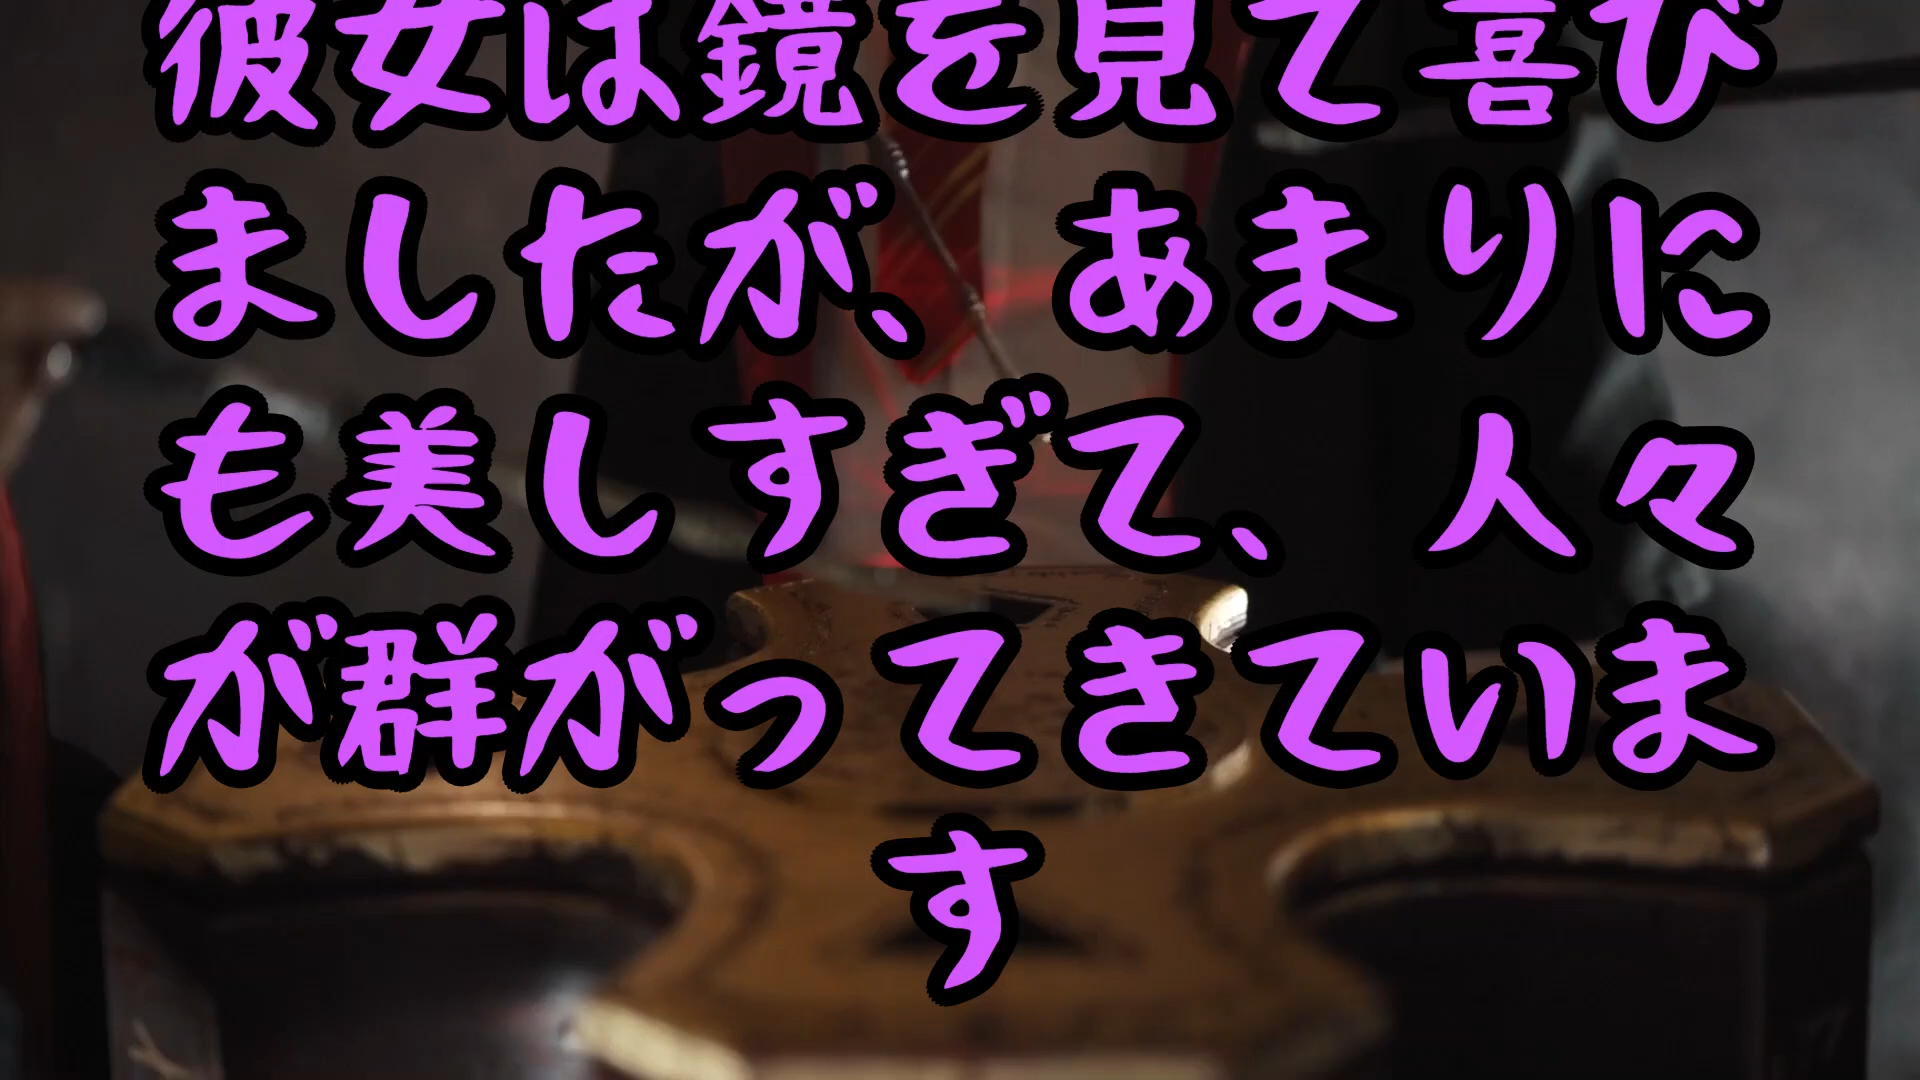 彼女は鏡を見て喜び
ましたが、あまりに
も美しすぎて、人々
が群がってきていま
す